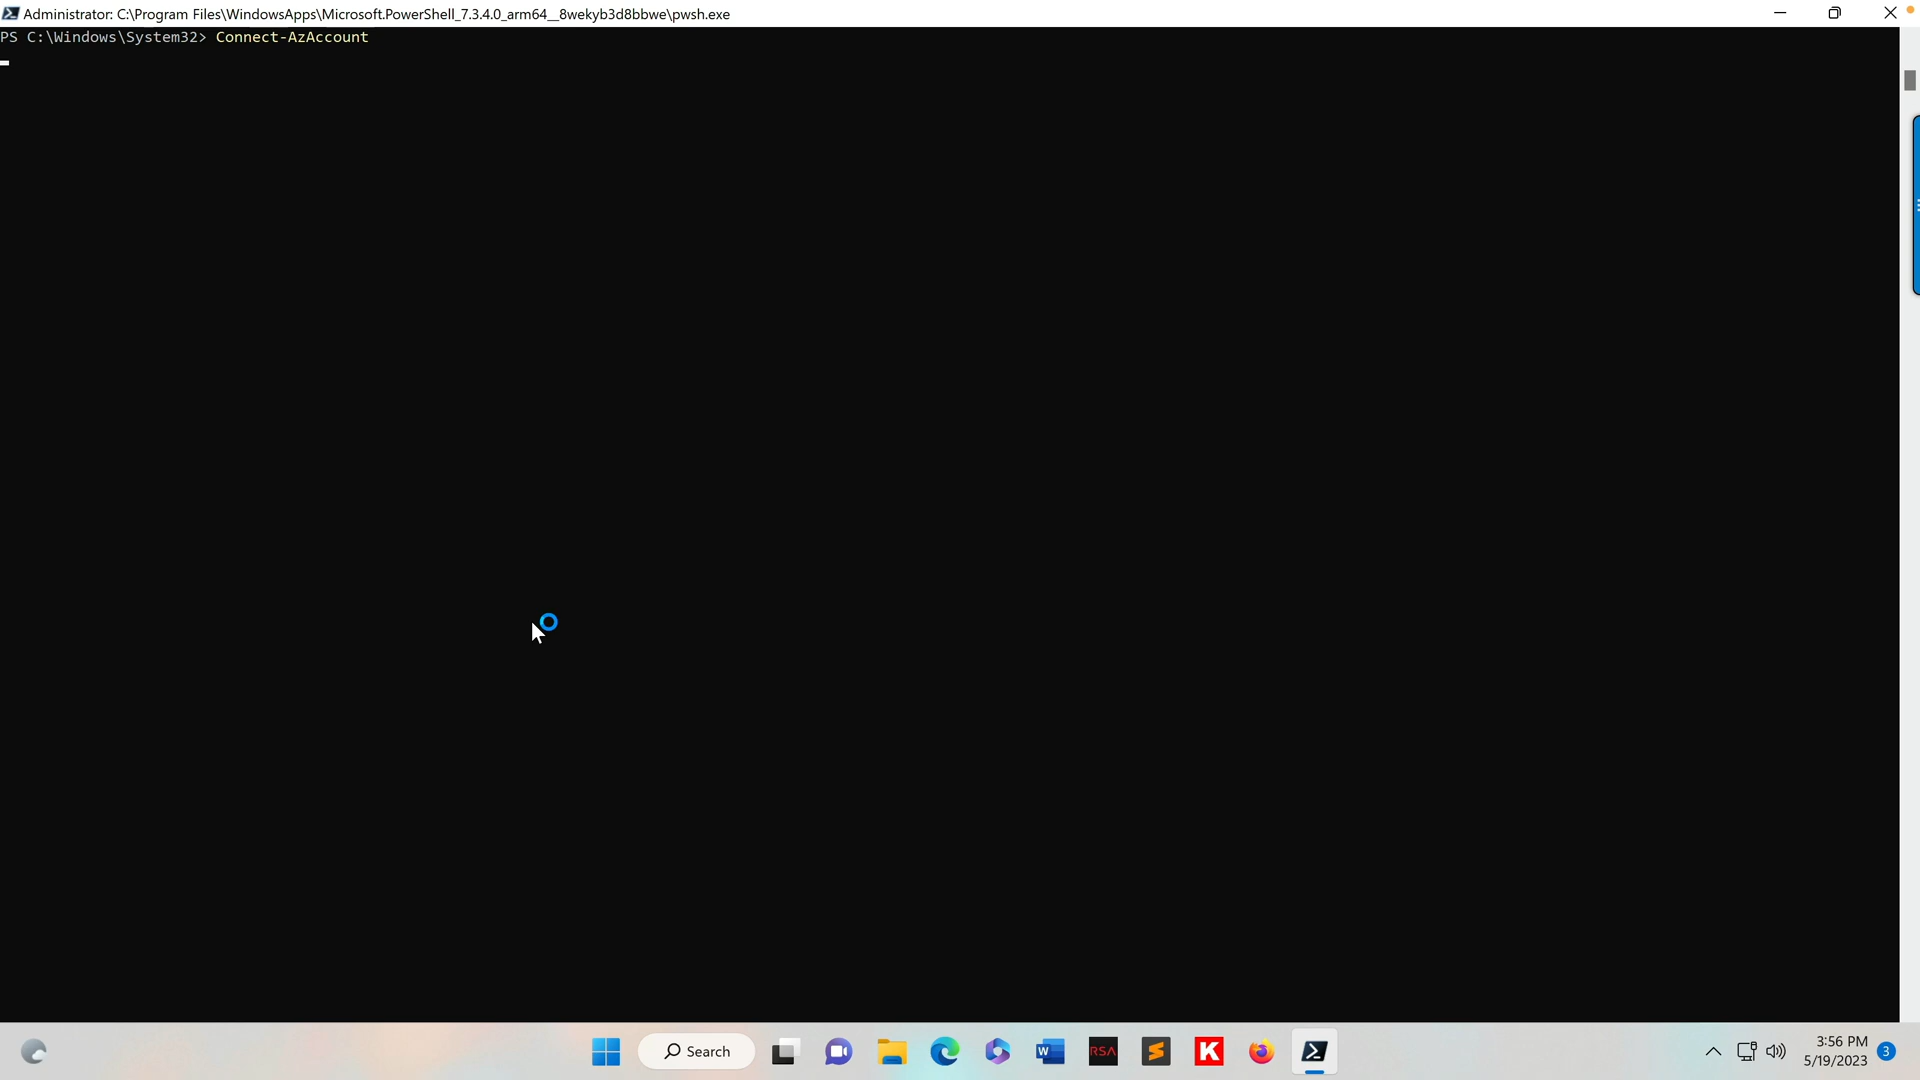 Administrator: C:\Program Files\WindowsApps\Microsoft.PowerShell_7.3.4.0_arm64__8wekyb3d8bbwe\pwsh.exe
PS C:\Windows\System32> Connect-AzAccount
Search
W
RSA
K
3:56 PM
5/19/2023
3